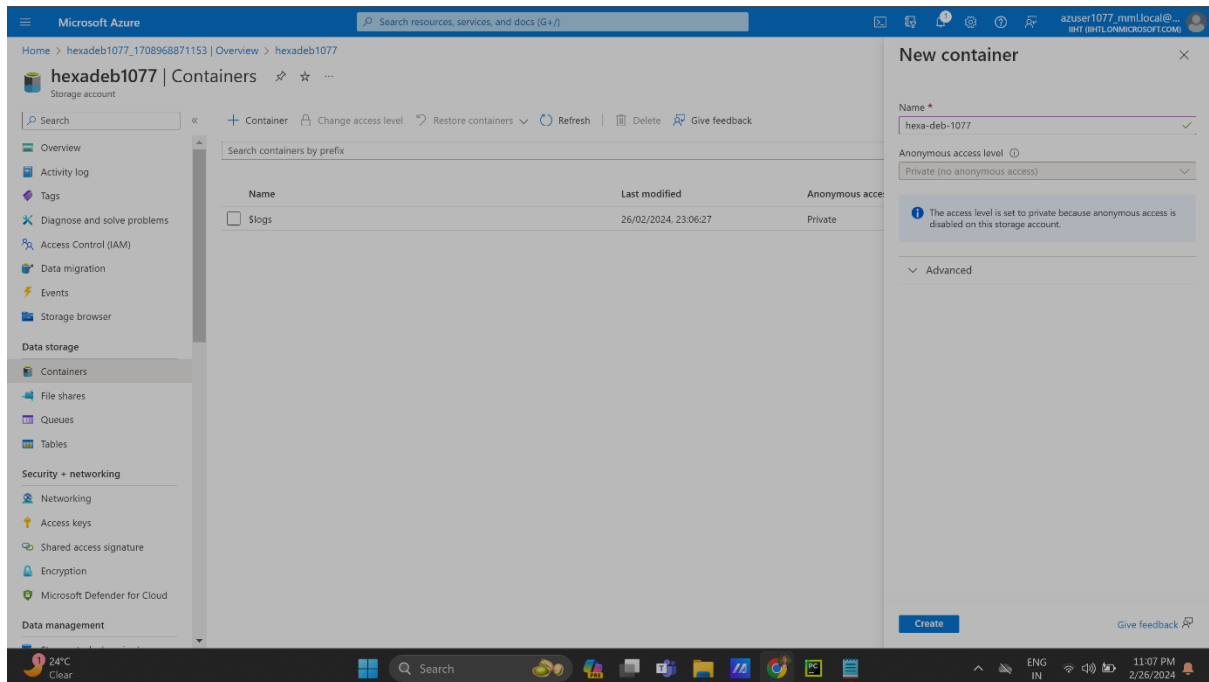 Microsoft Azure
Search resources, services, and docs (G+/)
1
azuser1077_mml.local@...
IIHT (IIHTL.ONMICROSOFT.COM)
Home > hexadeb1077_1708968871153 | Overview > hexadeb1077
hexadeb1077 | Containers
Storage account
Search
Overview
Activity log
Tags
Diagnose and solve problems
Access Control (IAM)
Data migration
Events
Storage browser
Data storage
Containers
File shares
Queues
Tables
Security + networking
Networking
Access keys
Shared access signature
Encryption
Microsoft Defender for Cloud
Data management
Container Change access level Restore containers Refresh Delete Give feedback
Search containers by prefix
Name Last modified Anonymous acce
$logs 26/02/2024, 23:06:27 Private
New container
Name *
hexa-deb-1077
Anonymous access level
Private (no anonymous access)
The access level is set to private because anonymous access is
disabled on this storage account.
Advanced
Create
Give feedback
1
24°C
Clear
Search
PRE
PC
ENG
IN
11:07 PM
2/26/2024